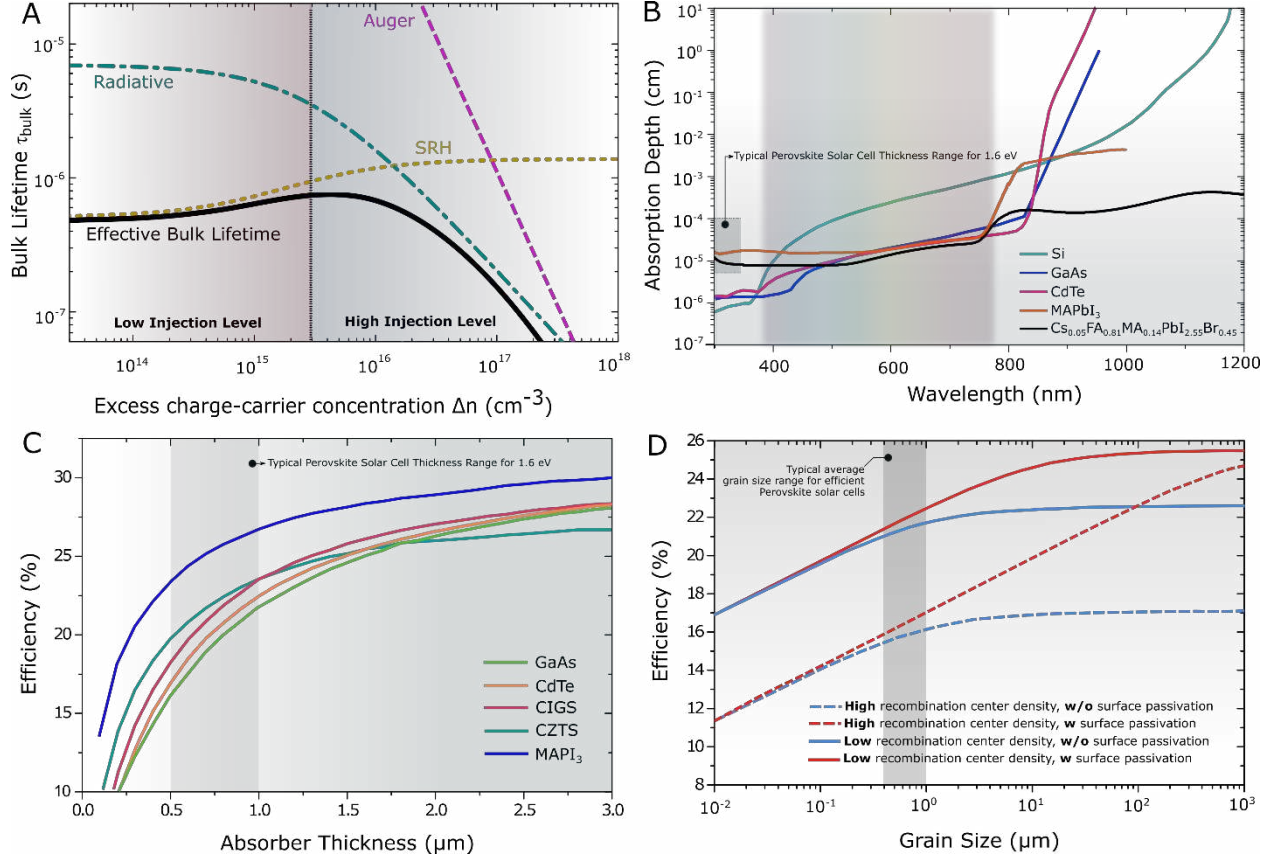 A
Bulk Lifetime τbulk (s)
10-5
10-6
10-7
Auger
Radiative
SRH
Effective Bulk Lifetime
Low Injection Level
High Injection Level
1014
1015
1016
1017
1018
Excess charge-carrier concentration Δn (cm-3)
B
Absorption Depth (cm)
101
100
10-1
10-2
10-3
10-4
10-5
10-6
10-7
Typical Perovskite Solar Cell Thickness Range for 1.6 eV
Si
GaAs
CdTe
MAPbI3
Cs0.05FA0.81MA0.14PbI2.55Br0.45
400
600
800
1000
1200
Wavelength (nm)
C
Efficiency (%)
30
25
20
15
10
Typical Perovskite Solar Cell Thickness Range for 1.6 eV
GaAs
CdTe
CIGS
CZTS
MAPI3
0.0
0.5
1.0
1.5
2.0
2.5
3.0
Absorber Thickness (μm)
D
Efficiency (%)
26
24
22
20
18
16
14
12
10
8
Typical average
grain size range for efficient
Perovskite solar cells
High recombination center density, w/o surface passivation
High recombination center density, w surface passivation
Low recombination center density, w/o surface passivation
Low recombination center density, w surface passivation
10-2
10-1
100
101
102
103
Grain Size (μm)